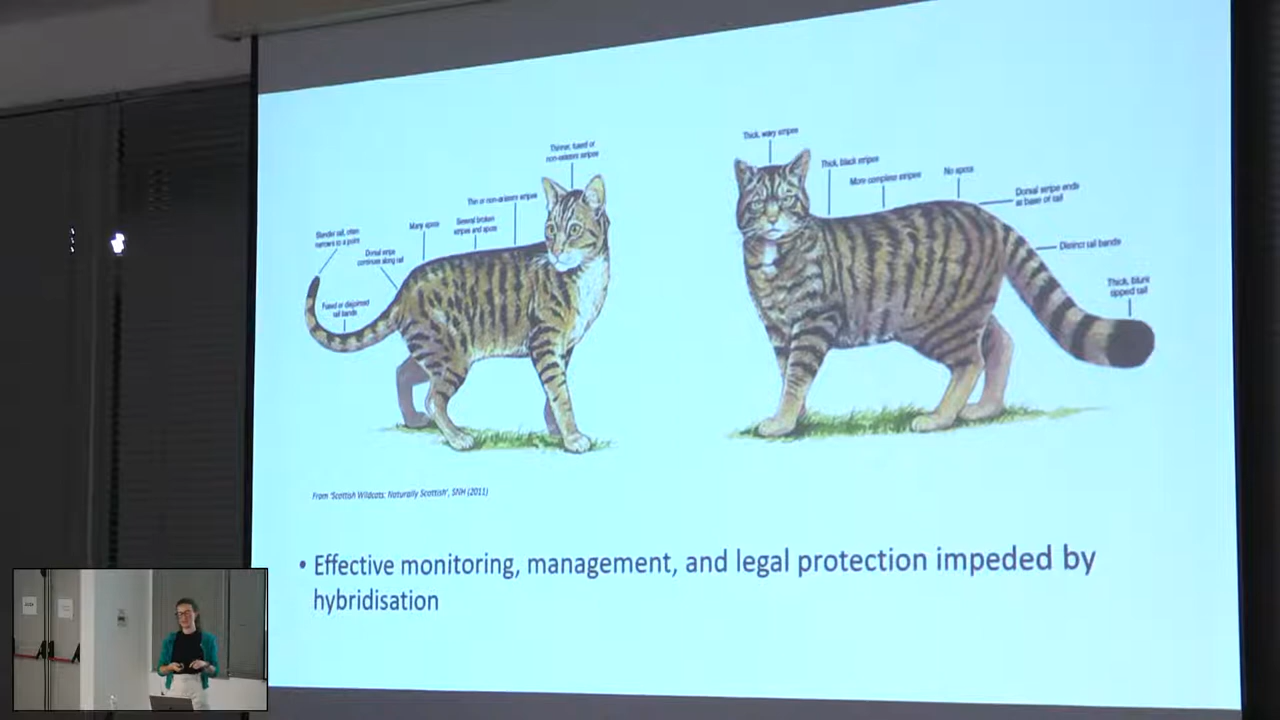 Thinner, fused or
non-existent stripes
Thin or non-existent stripes
Several broken
stripes and spots
Many spots
Slender tail, often
narrows to a point
Dorsal stripe
continues along tail
Fused or disjointed
tail bands
Thick, wavy stripes
Thick, black stripes
More complete stripes
No spots
Dorsal stripe ends
at base of tail
Distinct tail bands
Thick, blunt
tipped tail
From 'Scottish Wildcats: Naturally Scottish', SNH (2011)
• Effective monitoring, management, and legal protection impeded by
hybridisation